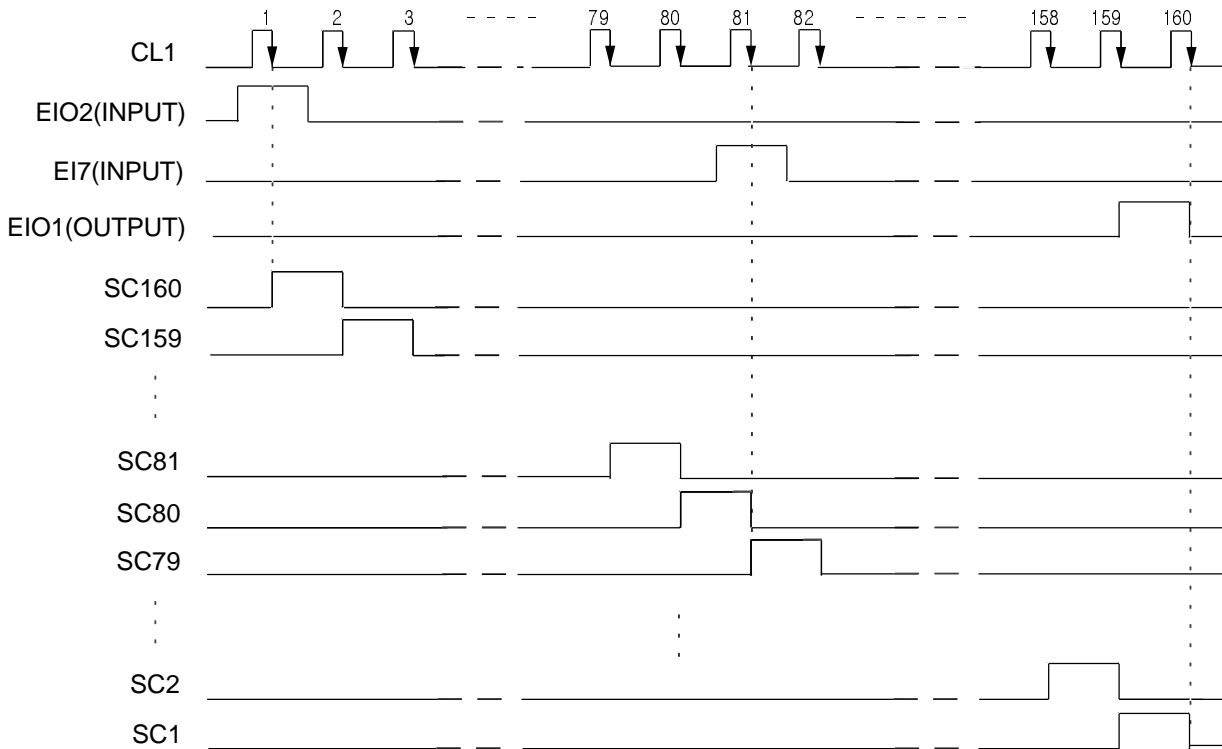 1 2 3 79 80 81 82 158 159 160
CL1
EIO2(INPUT)
EI7(INPUT)
EIO1(OUTPUT)
SC160
SC159
SC81
SC80
SC79
SC2
SC1